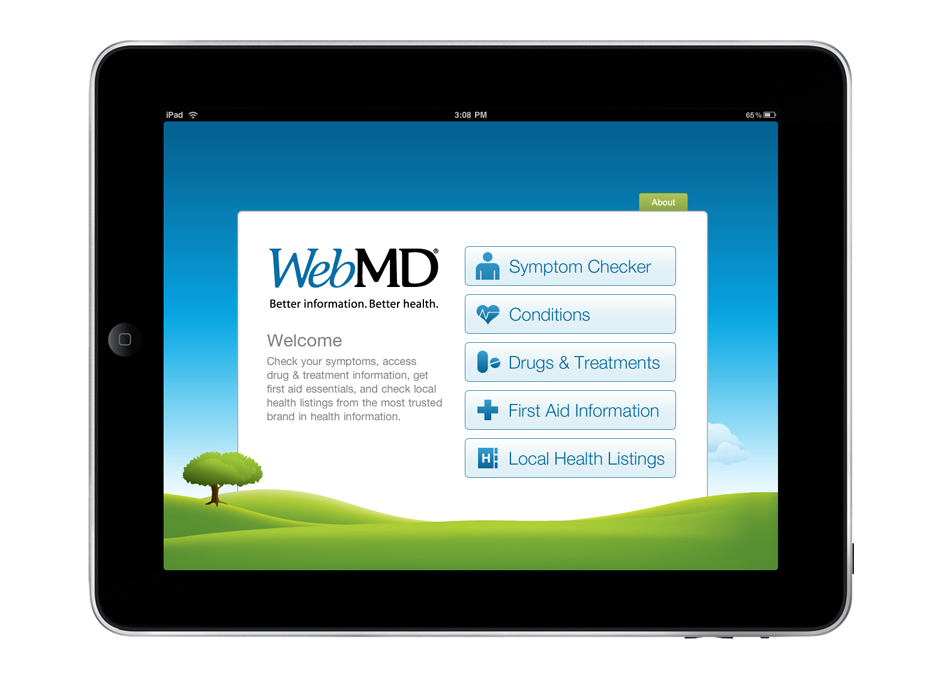 iPad 3:08 PM 65%
About
WebMD®
Better information. Better health.
Welcome
Check your symptoms, access
drug & treatment information, get
first aid essentials, and check local
health listings from the most trusted
brand in health information.
Symptom Checker
Conditions
Drugs & Treatments
First Aid Information
H Local Health Listings